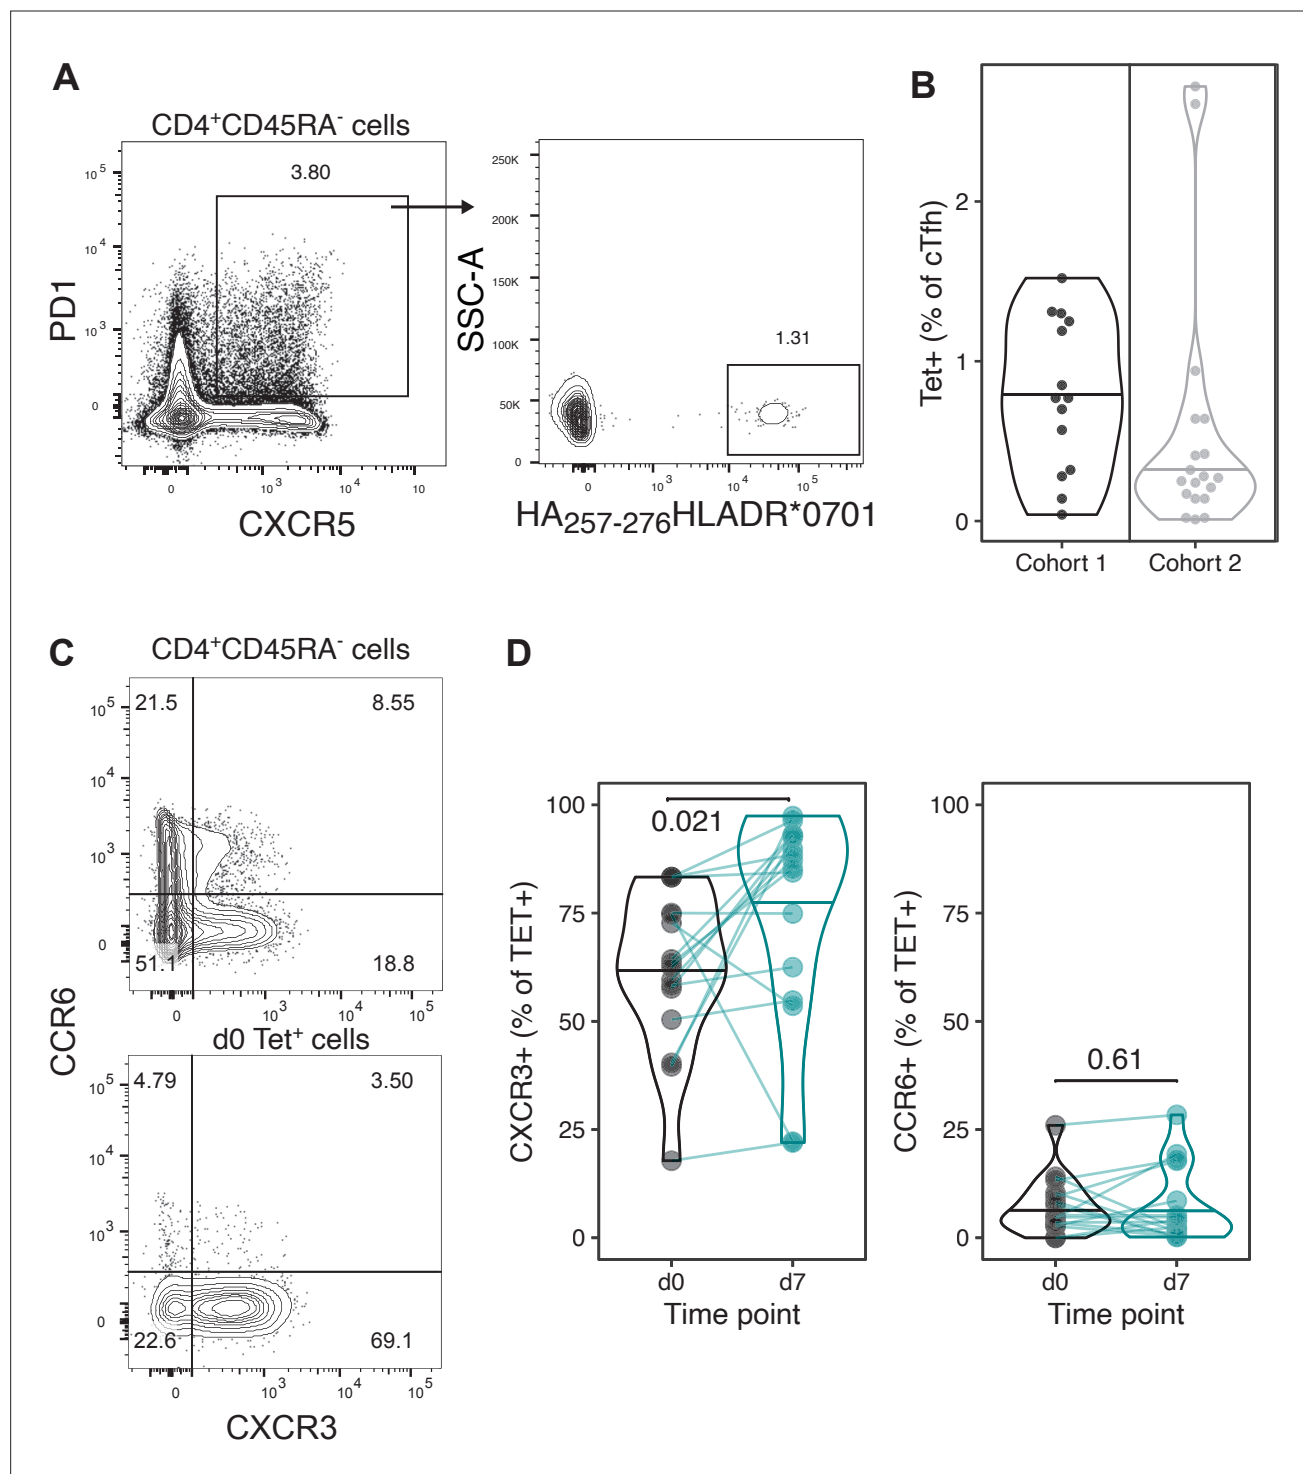 A
CD4+CD45RA- cells
3.80
PD1
10^5
10^4
10^3
0
0
10^3
10^4
10
CXCR5
SSC-A
250K
200K
150K
100K
50K
0
1.31
0
10^3
10^4
10^5
HA257-276HLADR*0701
B
Tet+ (% of cTfh)
2
1
0
Cohort 1
Cohort 2
C
CD4+CD45RA- cells
21.5
8.55
10^5
10^4
10^3
0
51.1
18.8
0
10^3
10^4
10^5
CCR6
d0 Tet+ cells
4.79
3.50
10^5
10^4
10^3
0
22.6
69.1
0
10^3
10^4
10^5
CXCR3
D
CXCR3+ (% of TET+)
100
75
50
25
0
0.021
d0
d7
Time point
CCR6+ (% of TET+)
100
75
50
25
0
0.61
d0
d7
Time point